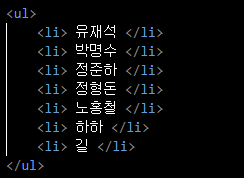 <ul>
<li> 유재석 </li>
<li> 박명수 </li>
<li> 정준하 </li>
<li> 정형돈 </li>
<li> 노홍철 </li>
<li> 하하 </li>
<li> 길 </li>
</ul>